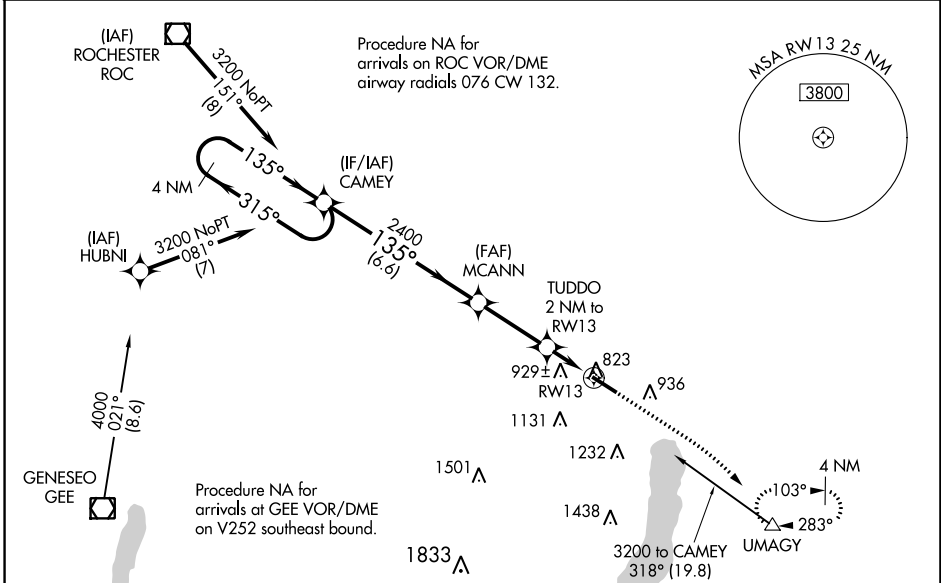 (IAF)
ROCHESTER
ROC
3200 NoPT
151°
(8)
Procedure NA for
arrivals on ROC VOR/DME
airway radials 076 CW 132.
MSA RW13 25 NM
3800
135°
4 NM
315°
(IF/IAF)
CAMEY
(IAF)
HUBNI
3200 NoPT
081°
(7)
2400
135°
(6.6)
(FAF)
MCANN
TUDDO
2 NM to
RW13
929±
823
RW13
936
1131
1232
4000
021°
(8.6)
GENESEO
GEE
Procedure NA for
arrivals at GEE VOR/DME
on V252 southeast bound.
1501
1438
1833
4 NM
103°
283°
UMAGY
3200 to CAMEY
318° (19.8)